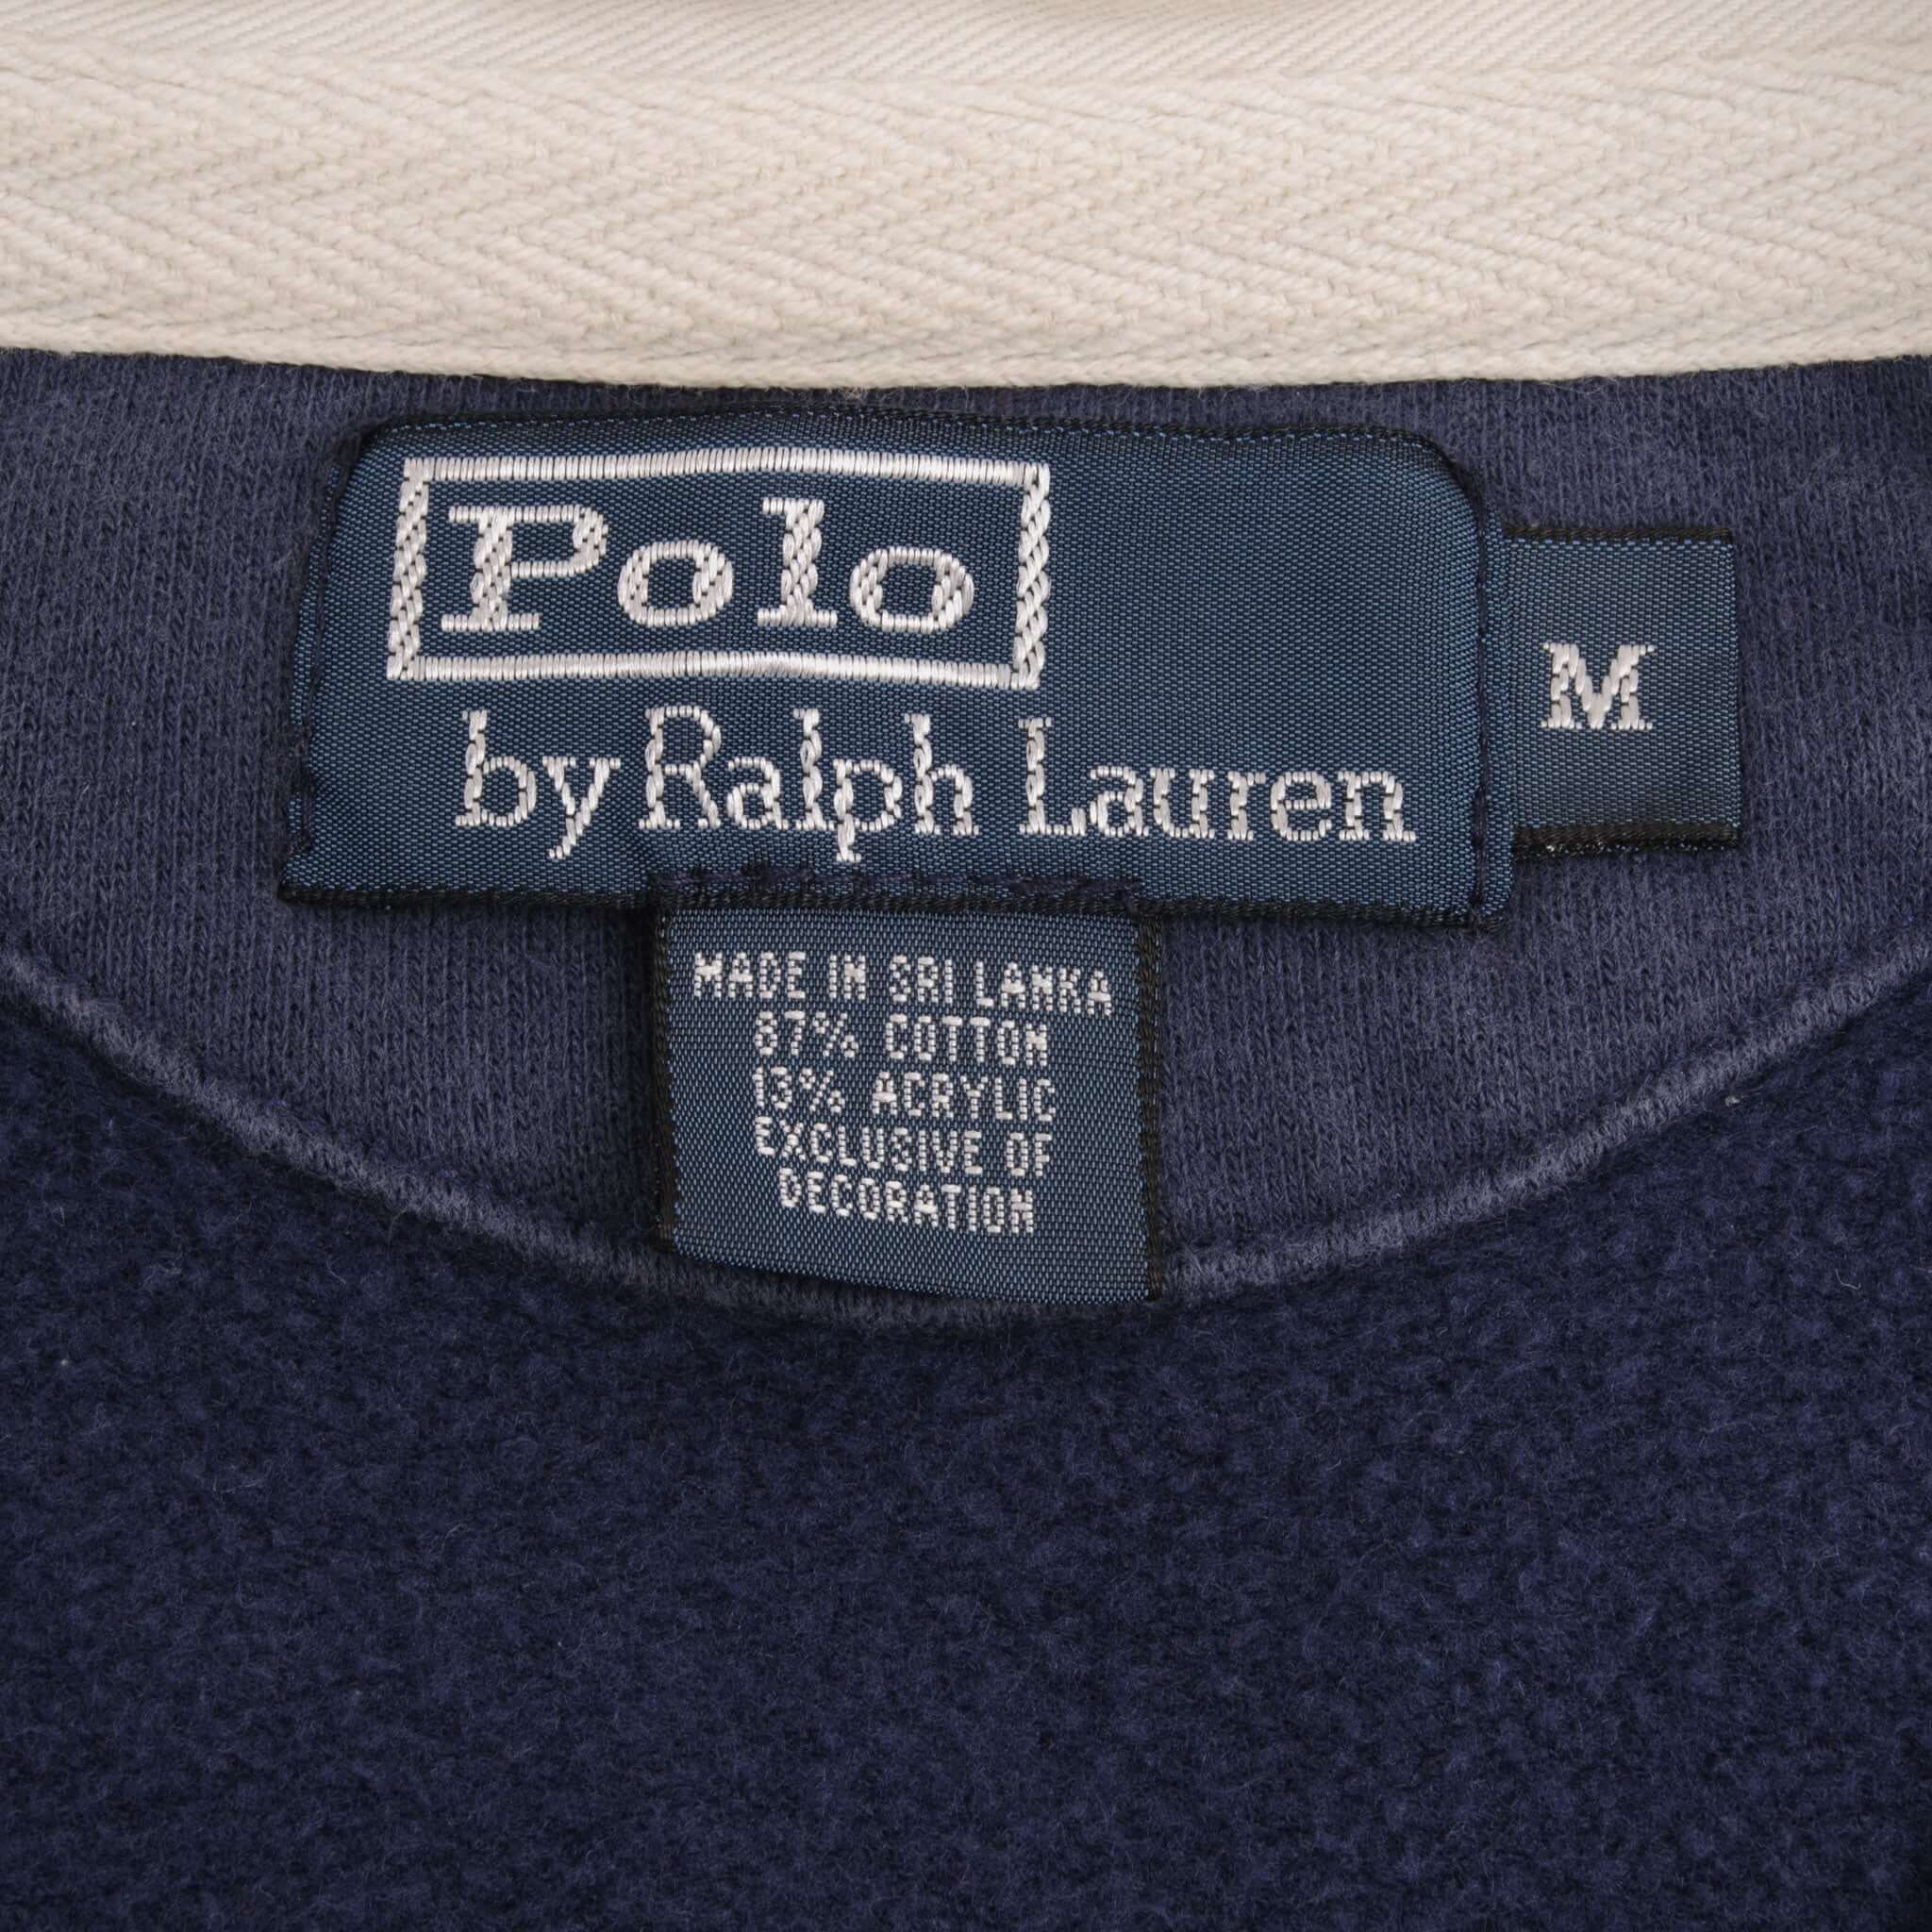 Polo
by Ralph Lauren
M
MADE IN SRI LANKA
87% COTTON
13% ACRYLIC
EXCLUSIVE OF
DECORATION